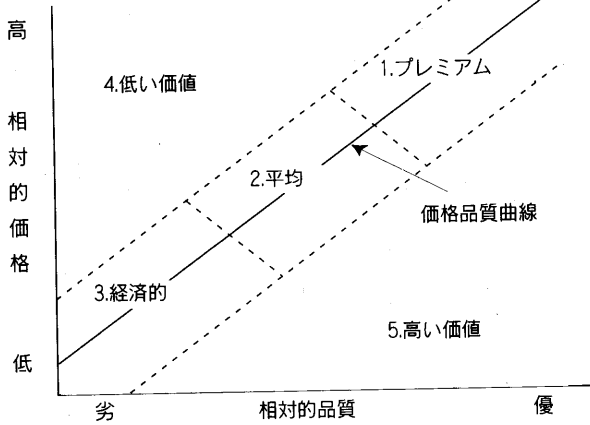 高
相対的価格
低
1.プレミアム
4.低い価値
2.平均
価格品質曲線
3.経済的
5.高い価値
劣
相対的品質
優